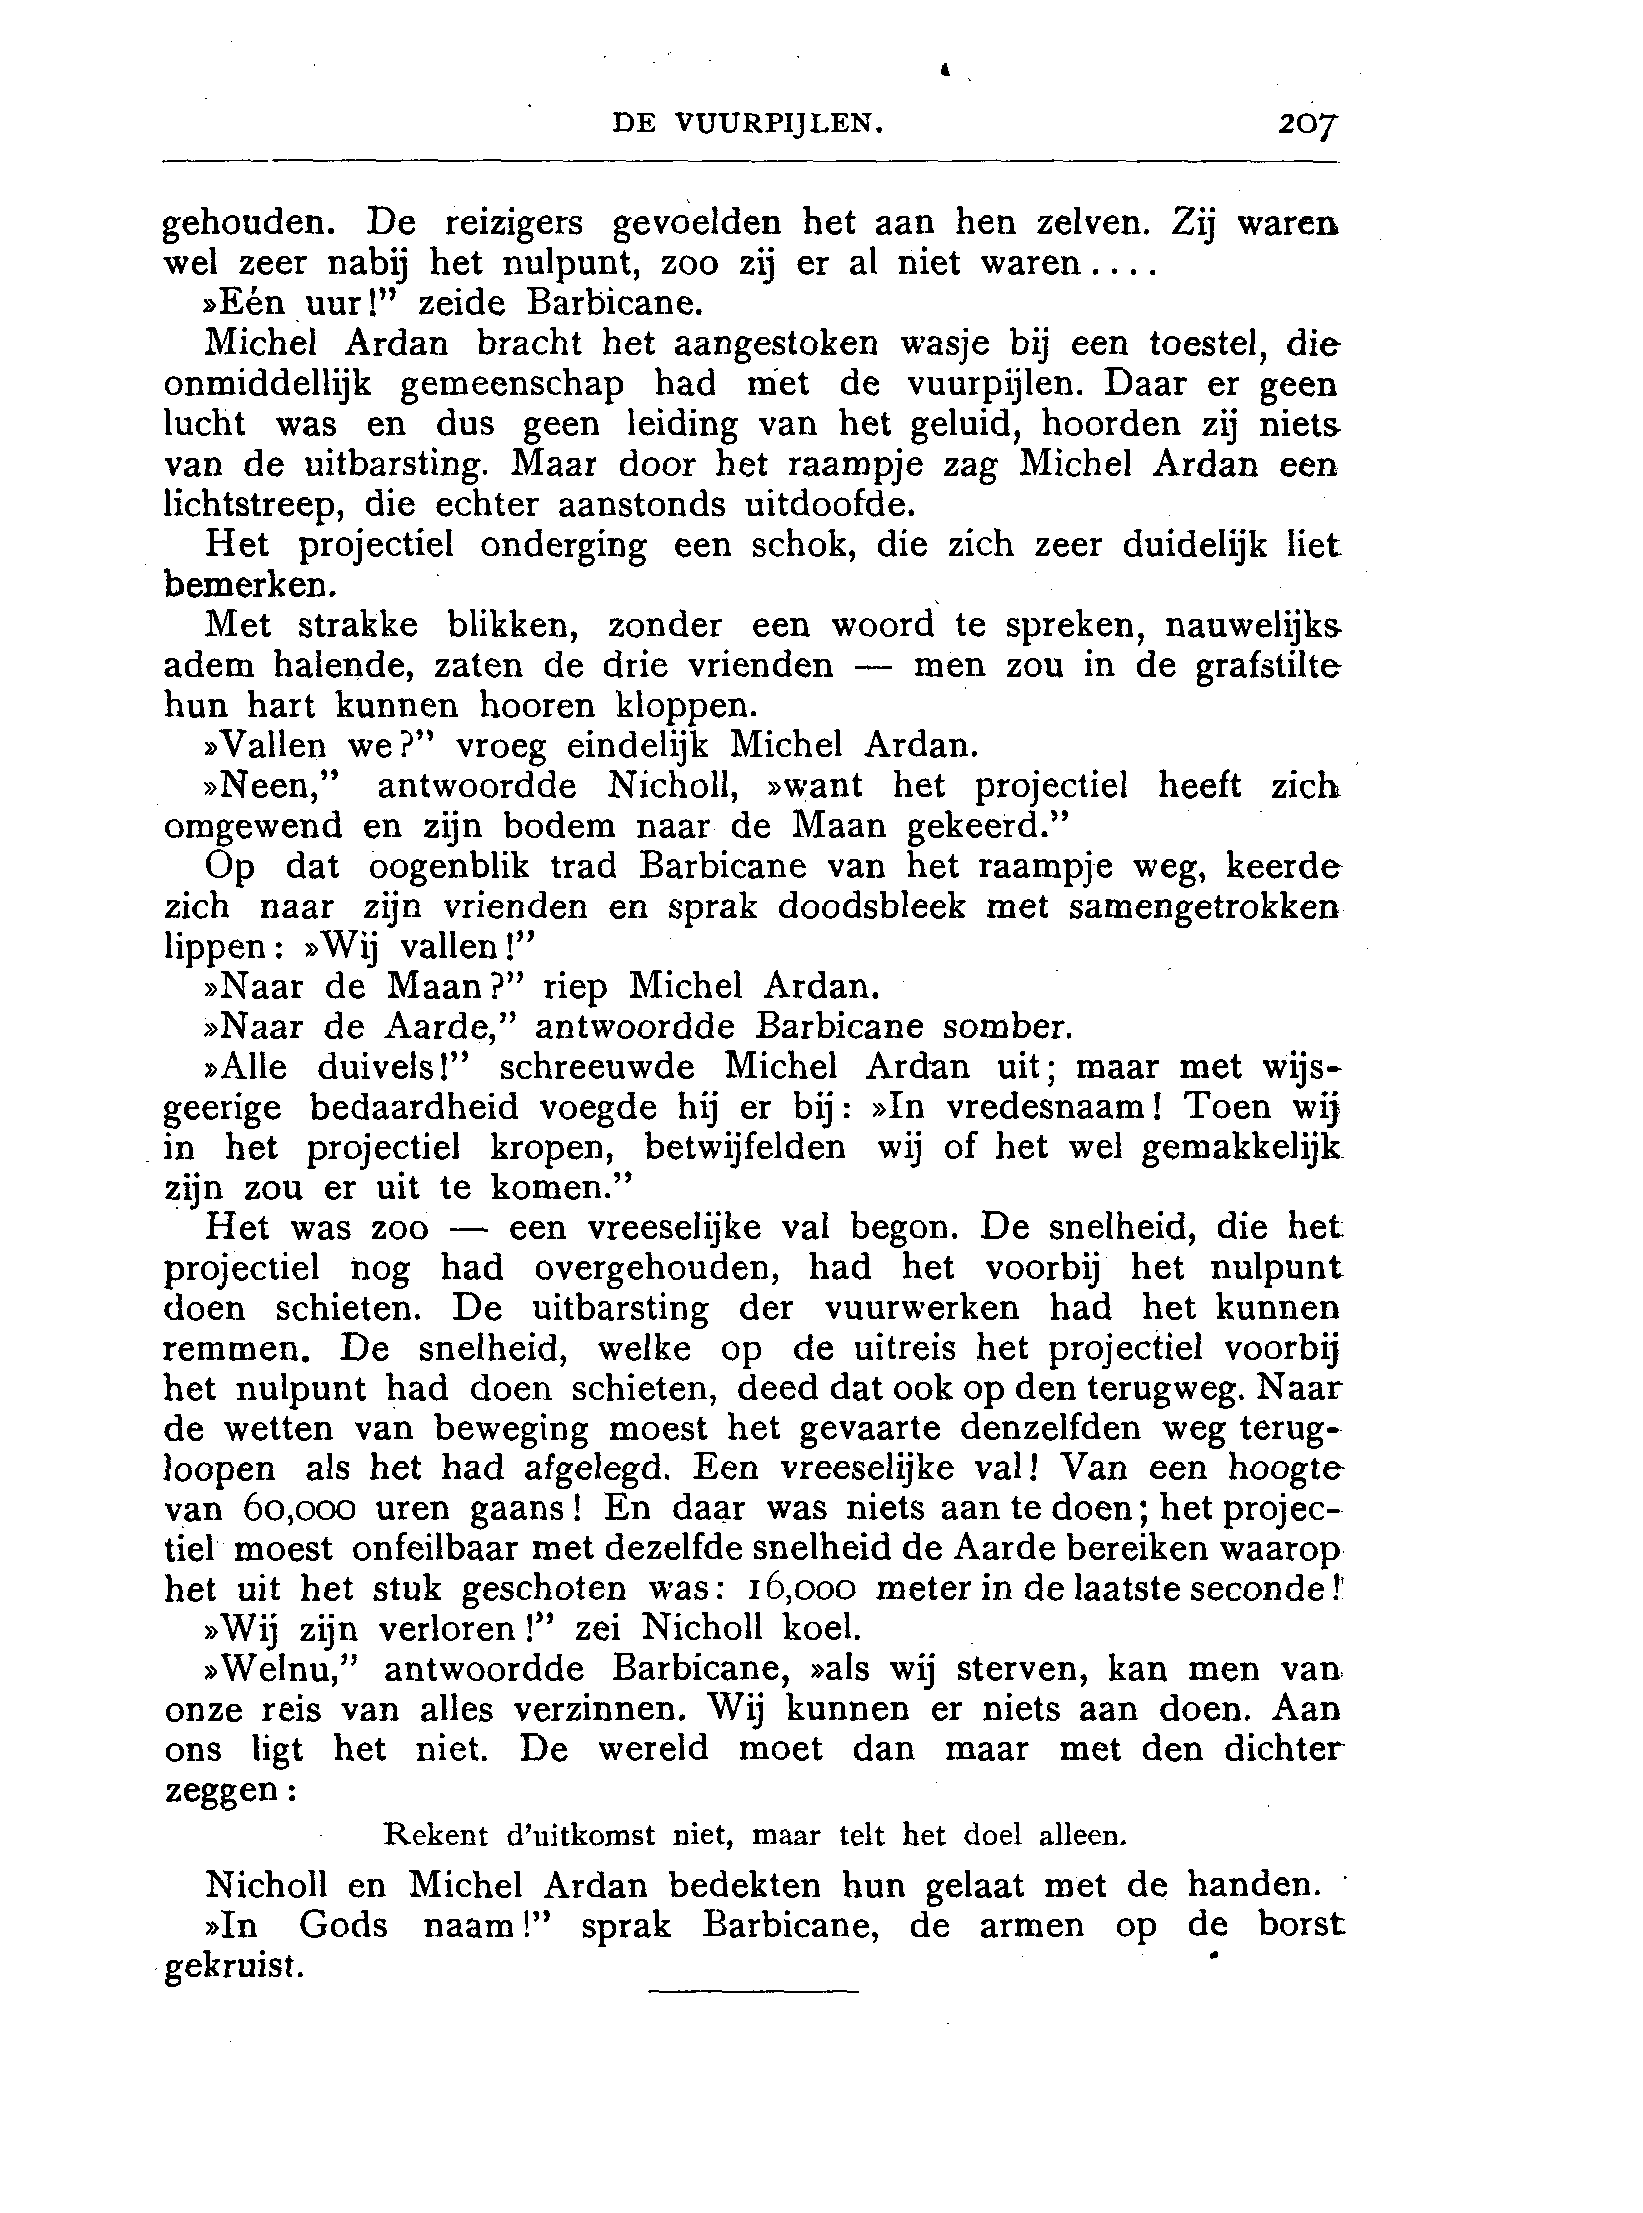 DE VUURPIJLEN. 207
gehouden. De reizigers gevoelden het aan hen zelven. Zij waren
wel zeer nabij het nulpunt, zoo zij er al niet waren....
»Eén uur!” zeide Barbicane.
Michel Ardan bracht het aangestoken wasje bij een toestel, die
onmiddellijk gemeenschap had met de vuurpijlen. Daar er geen
lucht was en dus geen leiding van het geluid, hoorden zij niets
van de uitbarsting. Maar door het raampje zag Michel Ardan een
lichtstreep, die echter aanstonds uitdoofde.
Het projectiel onderging een schok, die zich zeer duidelijk liet
bemerken.
Met strakke blikken, zonder een woord te spreken, nauwelijks
adem halende, zaten de drie vrienden — men zou in de grafstilte
hun hart kunnen hooren kloppen.
»Vallen we?” vroeg eindelijk Michel Ardan.
»Neen,” antwoordde Nicholl, »want het projectiel heeft zich
omgewend en zijn bodem naar de Maan gekeerd.”
Op dat oogenblik trad Barbicane van het raampje weg, keerde
zich naar zijn vrienden en sprak doodsbleek met samengetrokken
lippen: »Wij vallen!”
»Naar de Maan?” riep Michel Ardan.
»Naar de Aarde,” antwoordde Barbicane somber.
»Alle duivels!” schreeuwde Michel Ardan uit; maar met wijs-
geerige bedaardheid voegde hij er bij: »In vredesnaam! Toen wij
in het projectiel kropen, betwijfelden wij of het wel gemakkelijk
zijn zou er uit te komen.”
Het was zoo — een vreeselijke val begon. De snelheid, die het
projectiel nog had overgehouden, had het voorbij het nulpunt
doen schieten. De uitbarsting der vuurwerken had het kunnen
remmen. De snelheid, welke op de uitreis het projectiel voorbij
het nulpunt had doen schieten, deed dat ook op den terugweg. Naar
de wetten van beweging moest het gevaarte denzelfden weg terug-
loopen als het had afgelegd. Een vreeselijke val! Van een hoogte
van 60,000 uren gaans! En daar was niets aan te doen; het projec-
tiel moest onfeilbaar met dezelfde snelheid de Aarde bereiken waarop
het uit het stuk geschoten was: 16,000 meter in de laatste seconde!
»Wij zijn verloren!” zei Nicholl koel.
»Welnu,” antwoordde Barbicane, »als wij sterven, kan men van
onze reis van alles verzinnen. Wij kunnen er niets aan doen. Aan
ons ligt het niet. De wereld moet dan maar met den dichter
zeggen:
Rekent d'uitkomst niet, maar telt het doel alleen.
Nicholl en Michel Ardan bedekten hun gelaat met de handen.
»In Gods naam!” sprak Barbicane, de armen op de borst
gekruist.